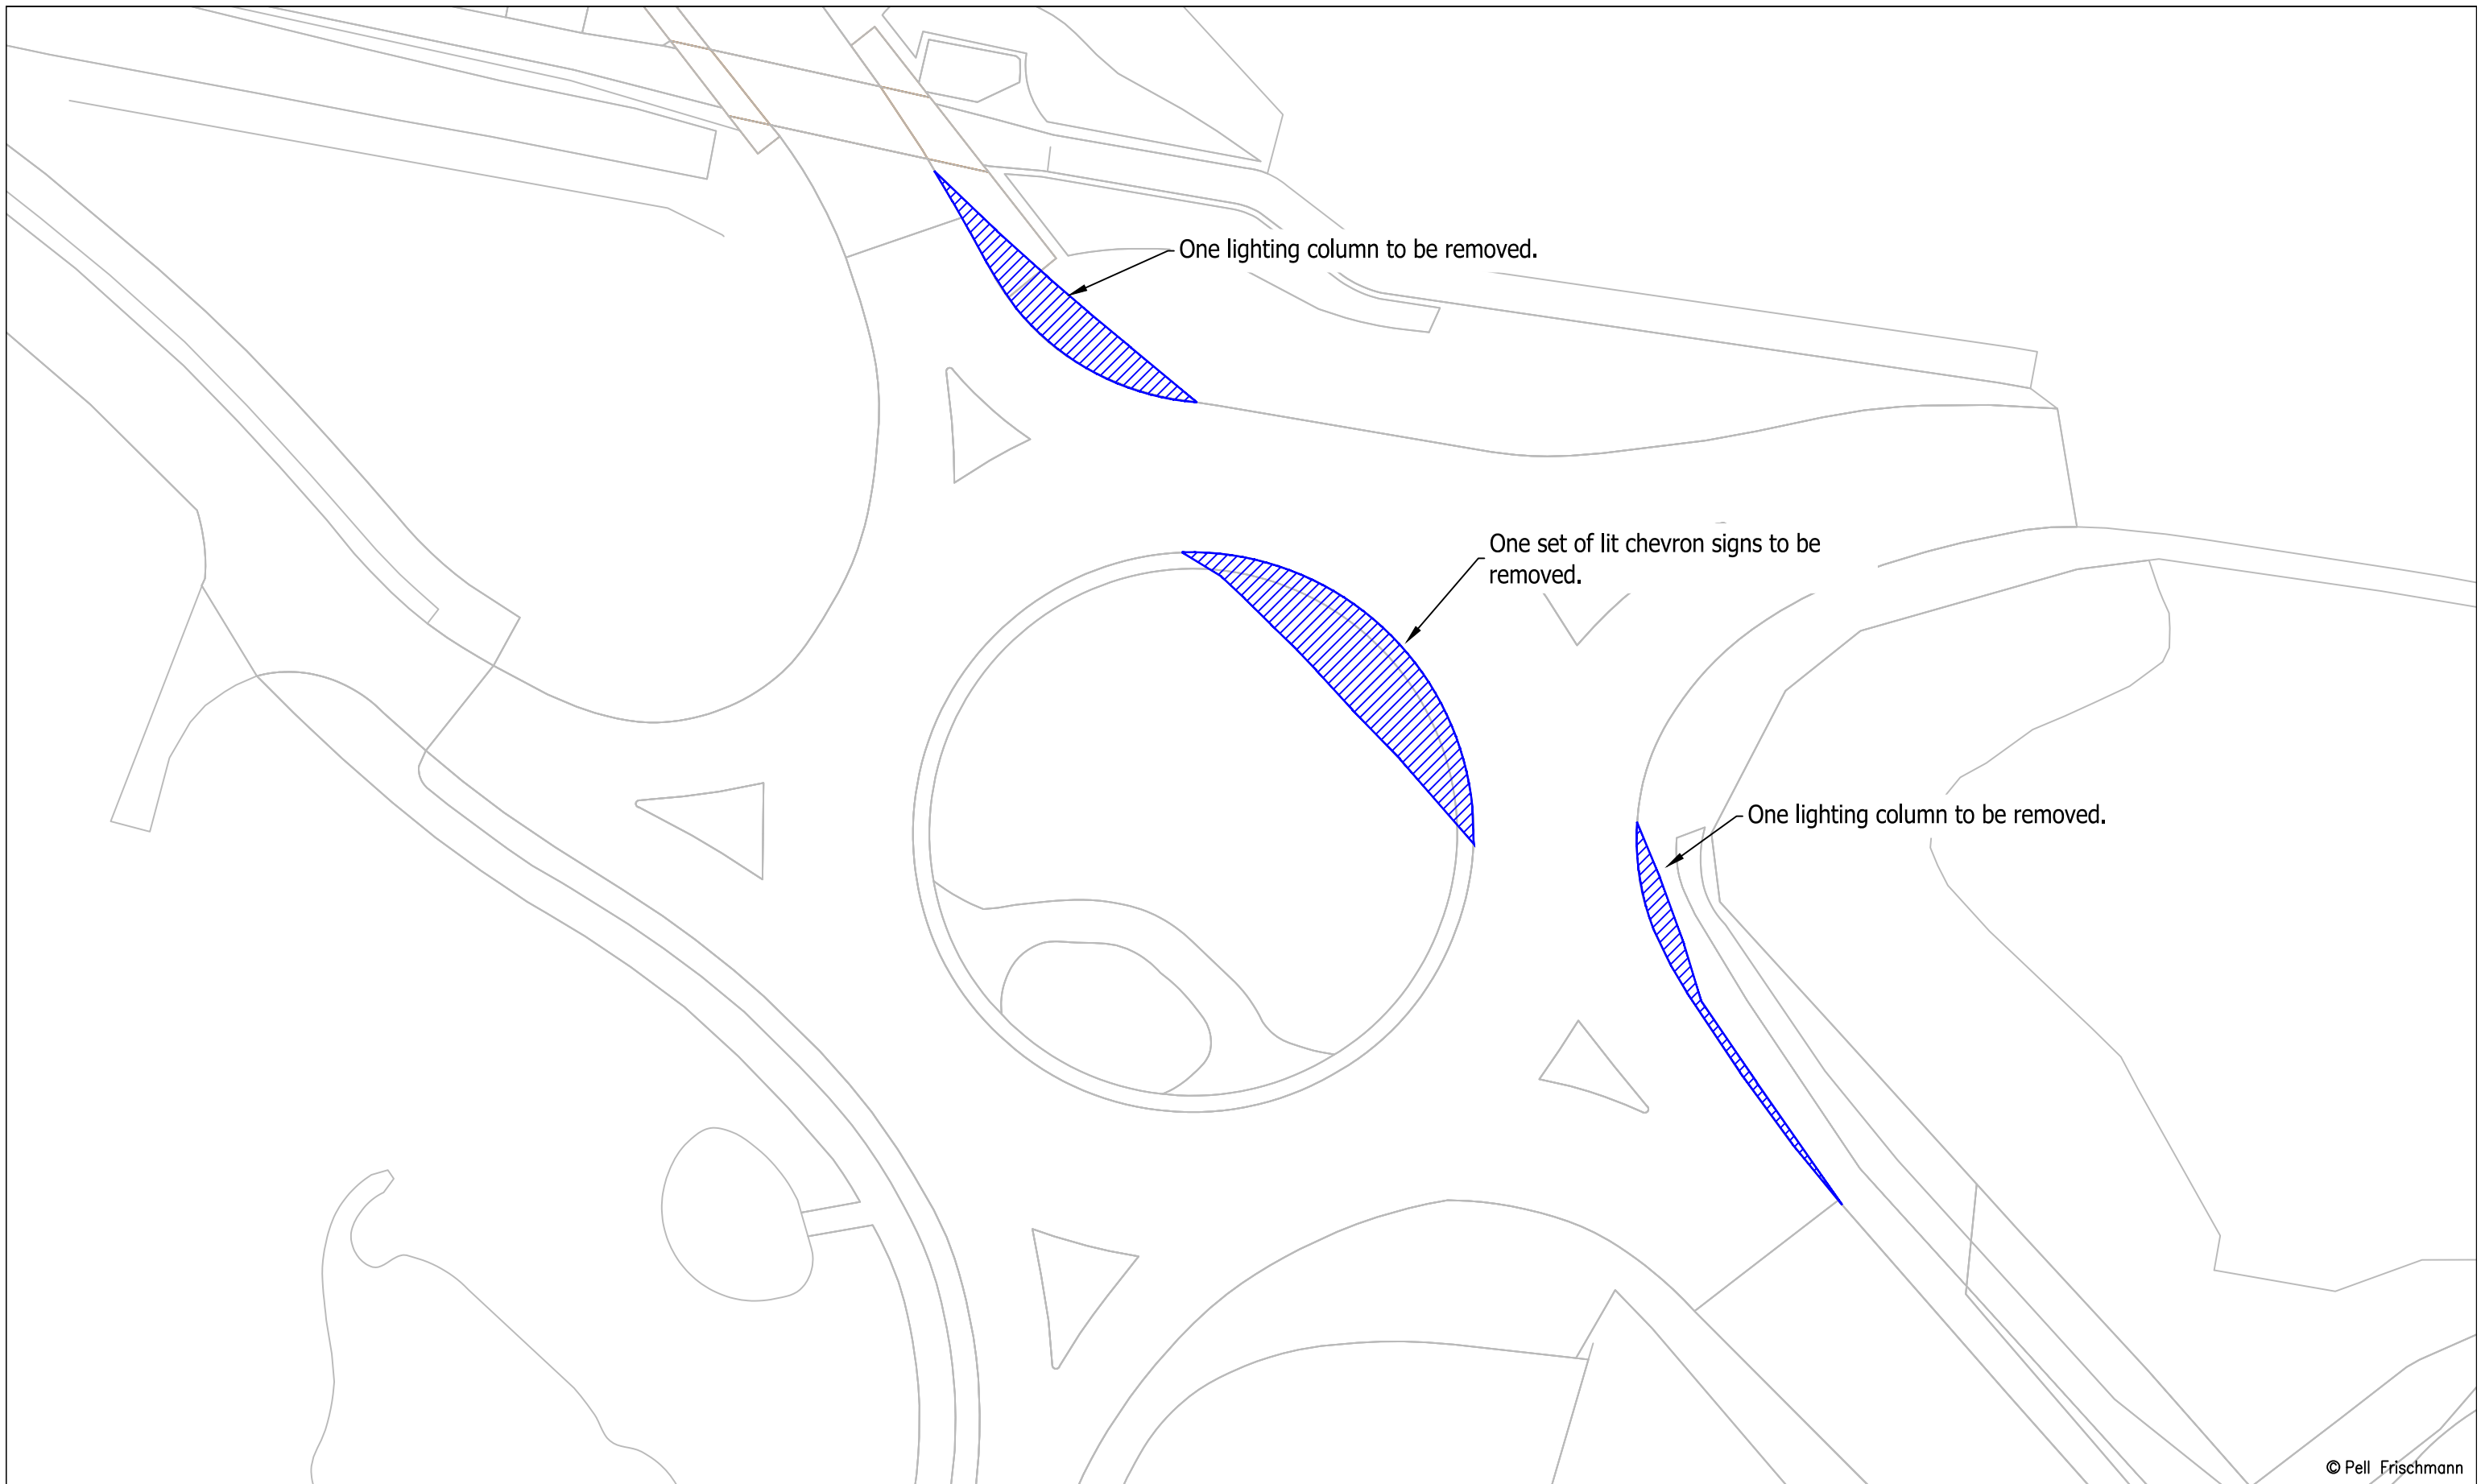 One lighting column to be removed.
One set of lit chevron signs to be
removed.
One lighting column to be removed.
© Pell Frischmann